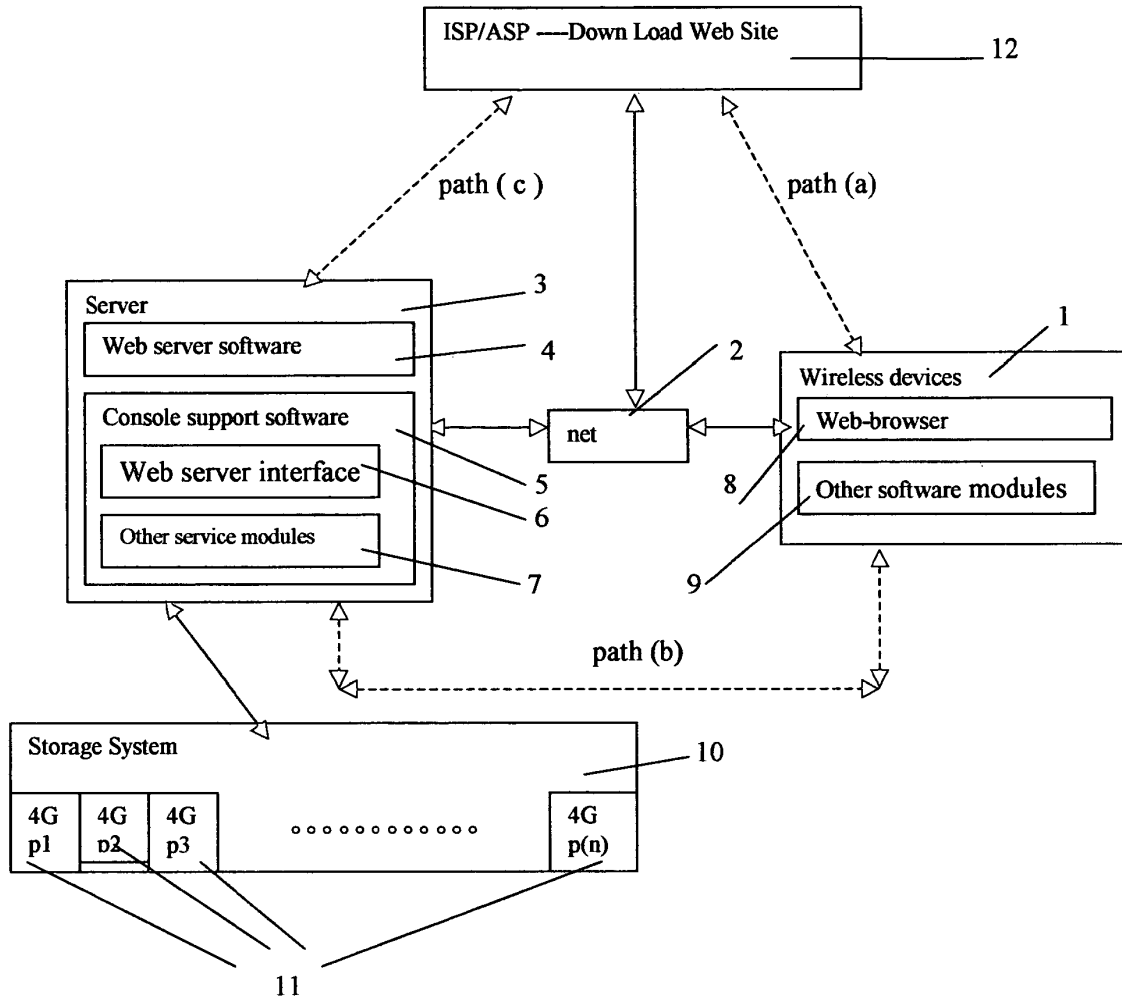 ISP/ASP ----Down Load Web Site
12
path ( c )
path (a)
Server
3
Web server software
4
Console support software
5
Web server interface
6
Other service modules
7
2
net
1
Wireless devices
Web-browser
8
Other software modules
9
path (b)
Storage System
10
4G
p1
4G
p2
4G
p3
4G
p(n)
11